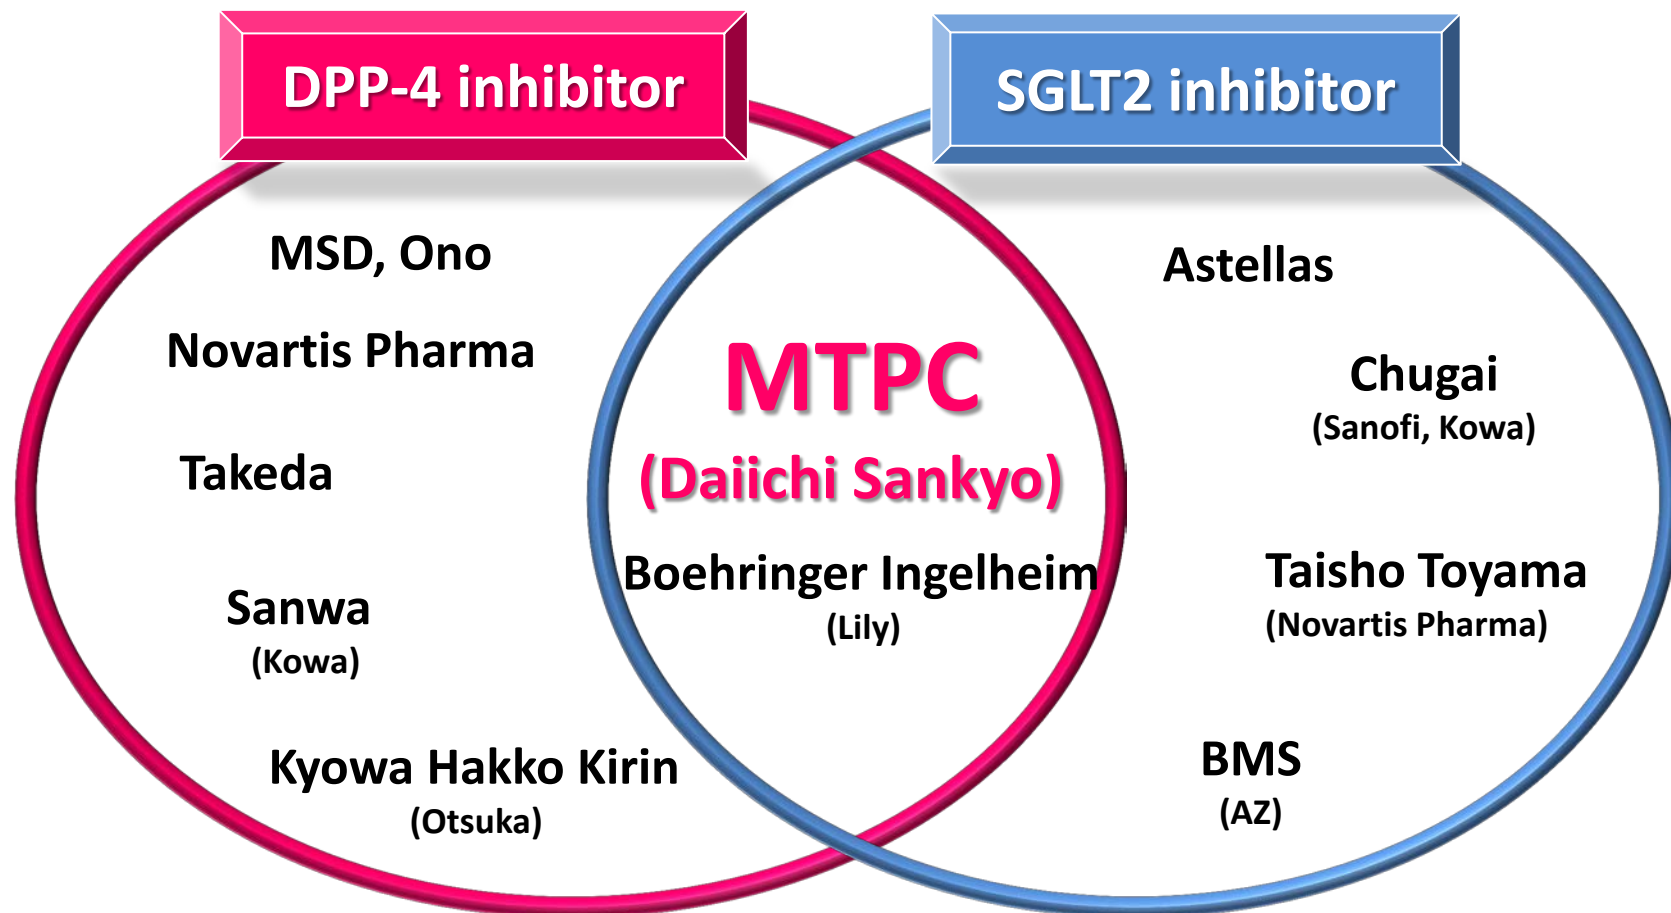 DPP-4 inhibitor
SGLT2 inhibitor
MSD, Ono
Novartis Pharma
Takeda
Sanwa
(Kowa)
Kyowa Hakko Kirin
(Otsuka)
MTPC
(Daiichi Sankyo)
Boehringer Ingelheim
(Lily)
Astellas
Chugai
(Sanofi, Kowa)
Taisho Toyama
(Novartis Pharma)
BMS
(AZ)